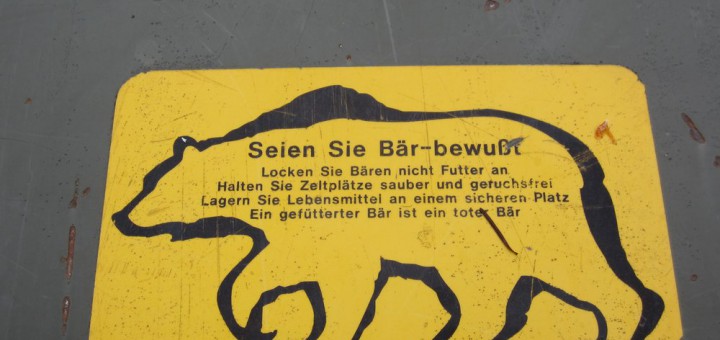 Seien Sie Bär-bewußt
Locken Sie Bären nicht Futter an
Halten Sie Zeltplätze sauber und geruchsfrei
Lagern Sie Lebensmittel an einem sicheren Platz
Ein gefütterter Bär ist ein toter Bär